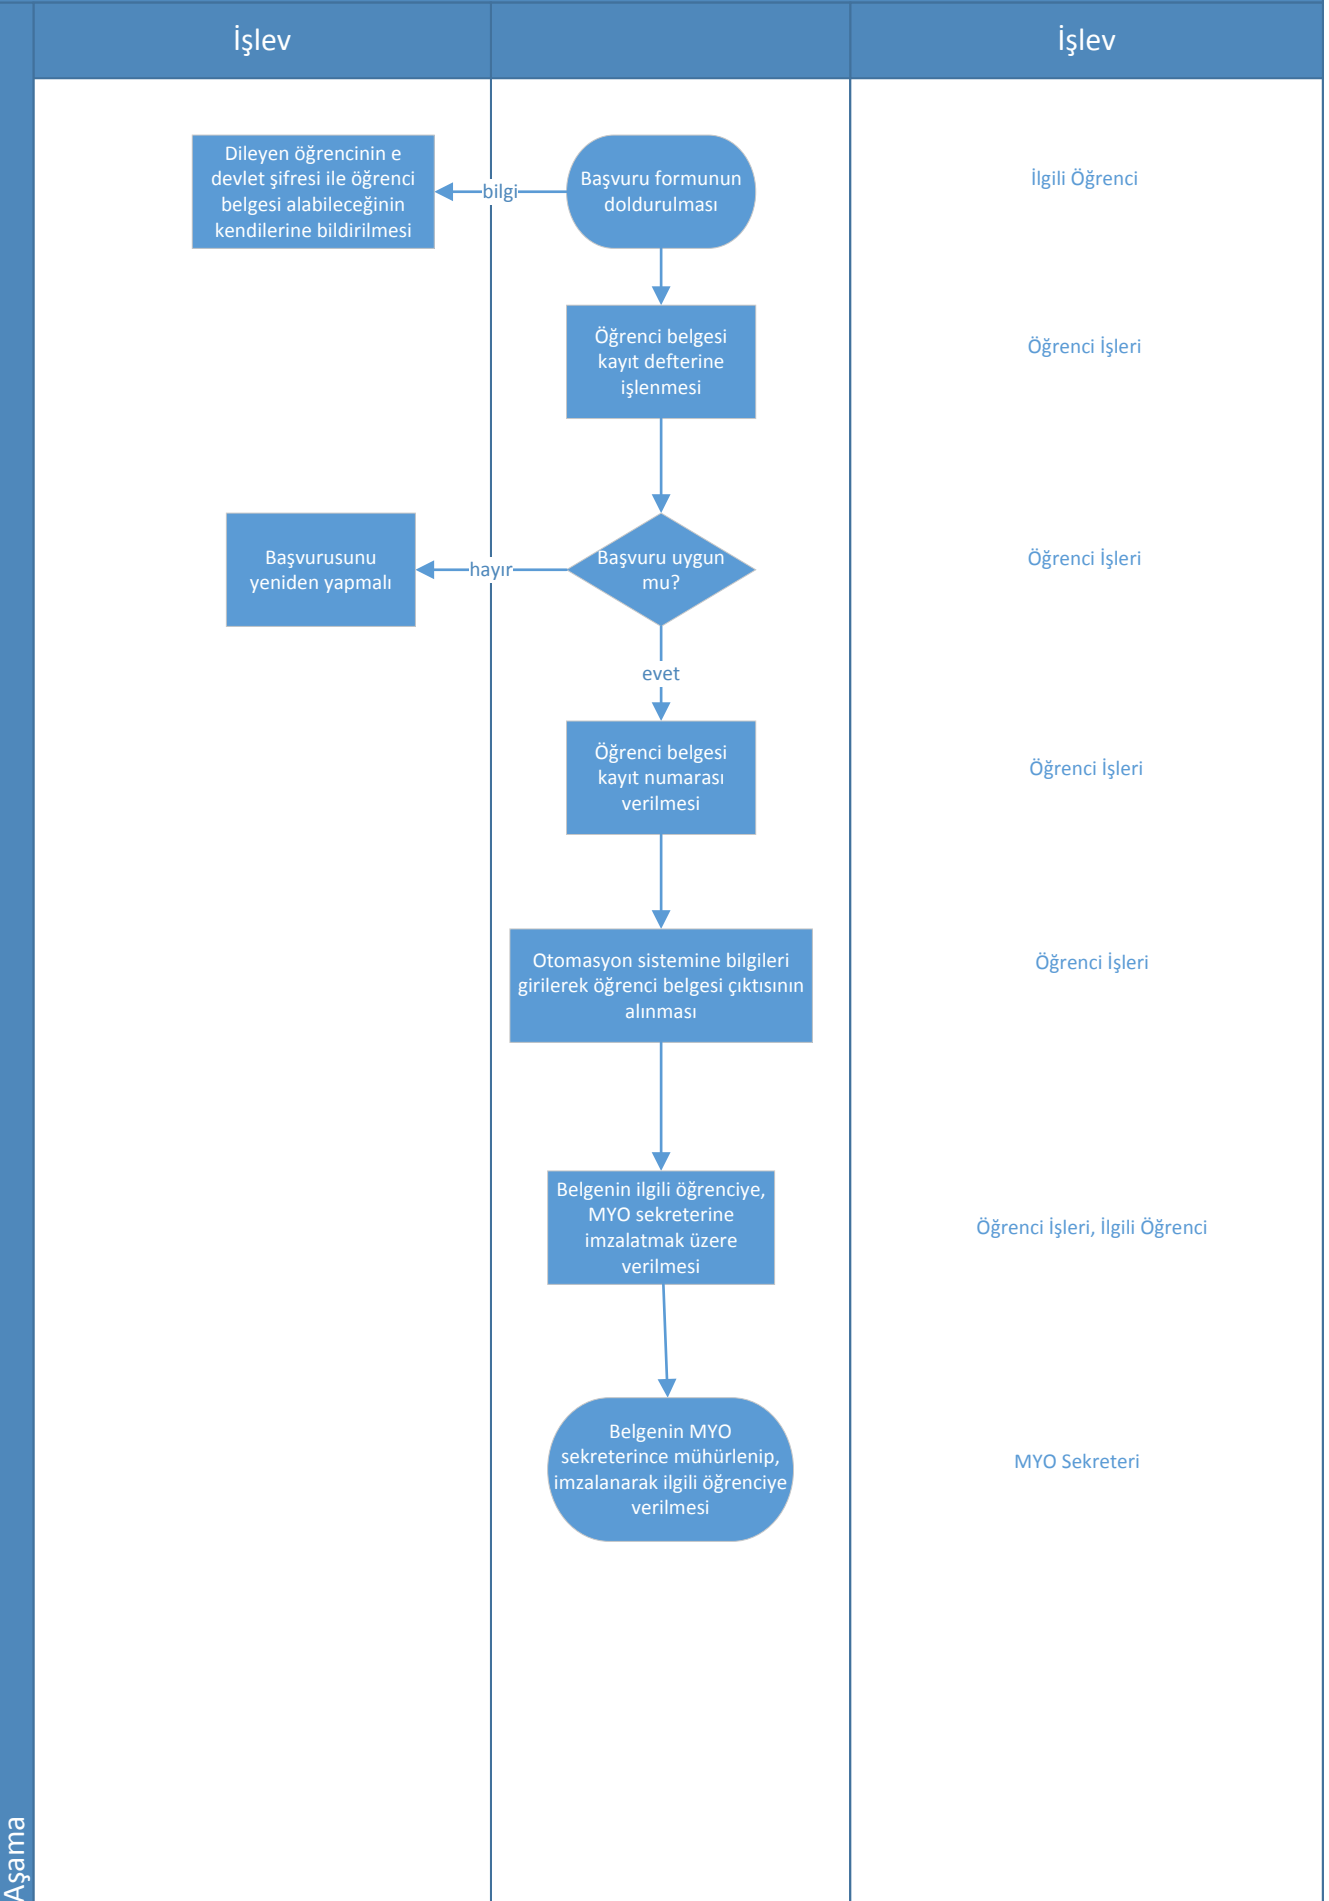 İşlev
İşlev
Dileyen öğrencinin e
devlet şifresi ile öğrenci
belgesi alabileceğinin
kendilerine bildirilmesi
bilgi
Başvuru formunun
doldurulması
İlgili Öğrenci
Öğrenci belgesi
kayıt defterine
işlenmesi
Öğrenci İşleri
Başvurusunu
yeniden yapmalı
hayır
Başvuru uygun
mu?
Öğrenci İşleri
evet
Öğrenci belgesi
kayıt numarası
verilmesi
Öğrenci İşleri
Otomasyon sistemine bilgileri
girilerek öğrenci belgesi çıktısının
alınması
Öğrenci İşleri
Belgenin ilgili öğrenciye,
MYO sekreterine
imzalatmak üzere
verilmesi
Öğrenci İşleri, İlgili Öğrenci
Belgenin MYO
sekreterince mühürlenip,
imzalanarak ilgili öğrenciye
verilmesi
MYO Sekreteri
Aşama